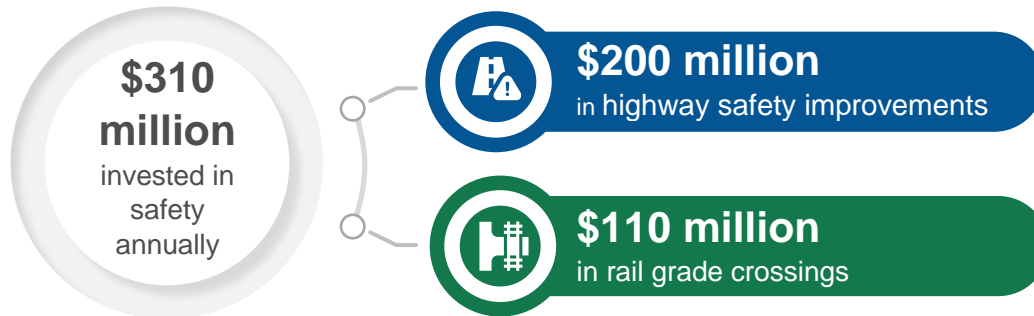 $310
million
invested in
safety
annually
$200 million
in highway safety improvements
$110 million
in rail grade crossings